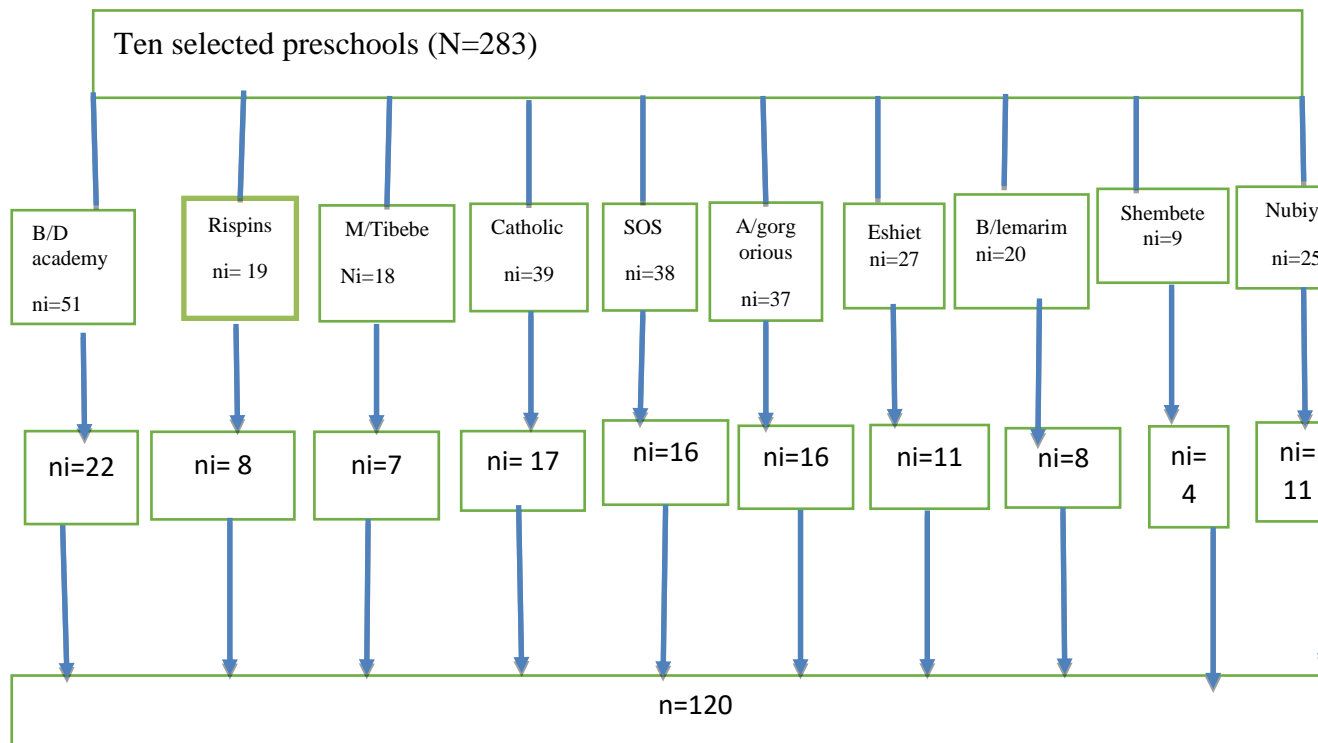 Ten selected preschools (N=283)
B/D
academy
ni=51
Rispins
ni= 19
M/Tibebe
Ni=18
Catholic
ni=39
SOS
ni=38
A/gorg
orious
ni=37
Eshiet
ni=27
B/lemarim
ni=20
Shembete
ni=9
Nubiy
ni=25
ni=22
ni= 8
ni=7
ni= 17
ni=16
ni=16
ni=11
ni=8
ni=
4
ni=
11
n=120